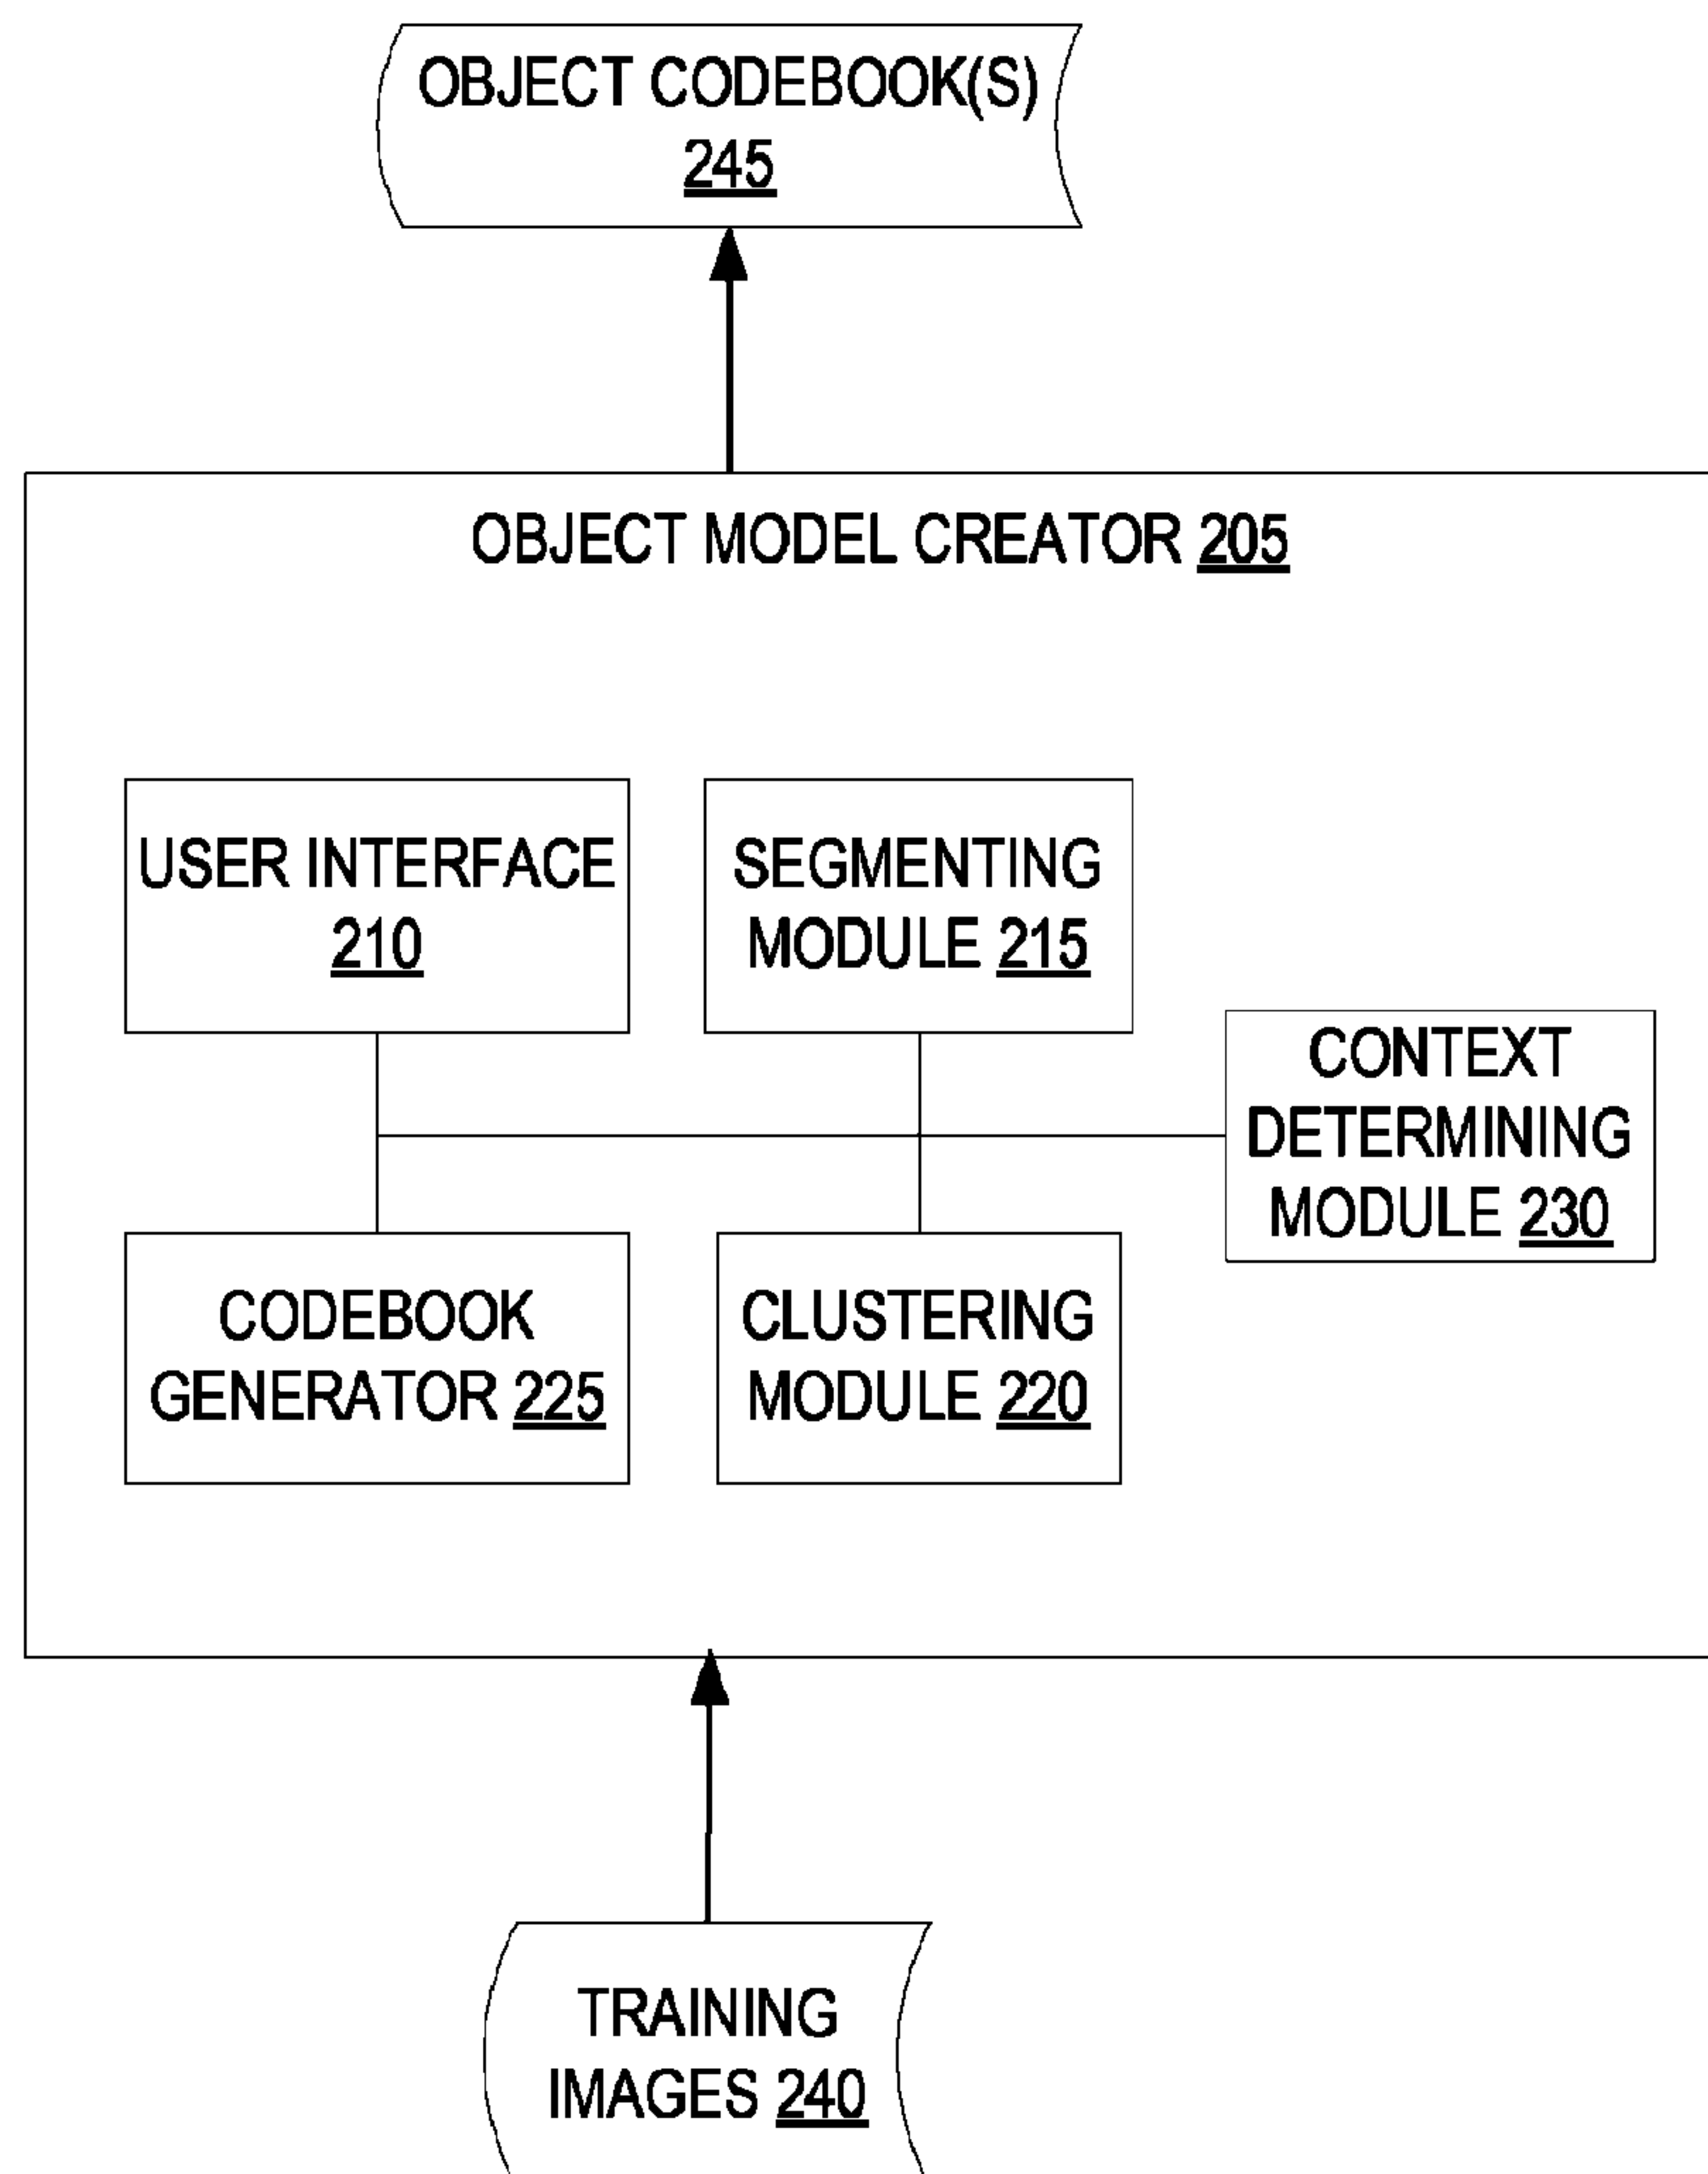 OBJECT CODEBOOK(S)
245
OBJECT MODEL CREATOR 205
USER INTERFACE
210
SEGMENTING
MODULE 215
CONTEXT
DETERMINING
MODULE 230
CODEBOOK
GENERATOR 225
CLUSTERING
MODULE 220
TRAINING
IMAGES 240